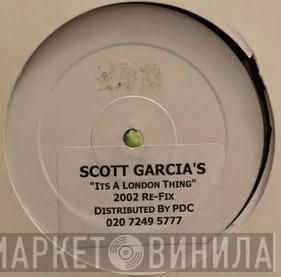 SCOTT GARCIA'S
"ITS A LONDON THING"
2002 RE-FIX
DISTRIBUTED BY PDC
020 7249 5777
МАРКЕТ ВИНИЛА